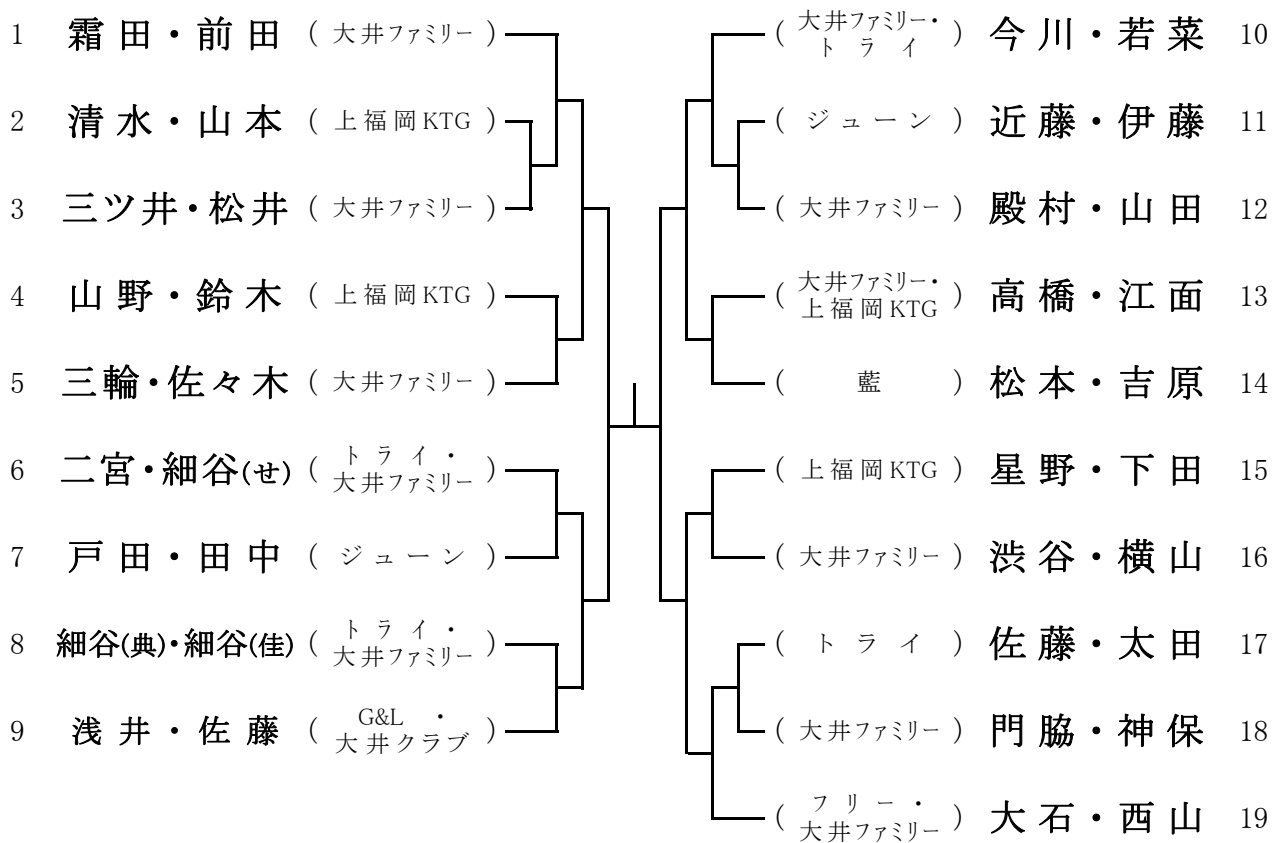 1 霜田・前田 (大井ファミリー)
2 清水・山本 (上福岡KTG)
3 三ツ井・松井 (大井ファミリー)
4 山野・鈴木 (上福岡KTG)
5 三輪・佐々木 (大井ファミリー)
6 二宮・細谷(せ) (トライ・
大井ファミリー)
7 戸田・田中 (ジューン)
8 細谷(典)・細谷(佳) (トライ・
大井ファミリー)
9 浅井・佐藤 (G&L・
大井クラブ)
(大井ファミリー・
トライ) 今川・若菜 10
(ジューン) 近藤・伊藤 11
(大井ファミリー) 殿村・山田 12
(大井ファミリー・
上福岡KTG) 高橋・江面 13
(藍) 松本・吉原 14
(上福岡KTG) 星野・下田 15
(大井ファミリー) 渋谷・横山 16
(トライ) 佐藤・太田 17
(大井ファミリー) 門脇・神保 18
(フリー・
大井ファミリー) 大石・西山 19